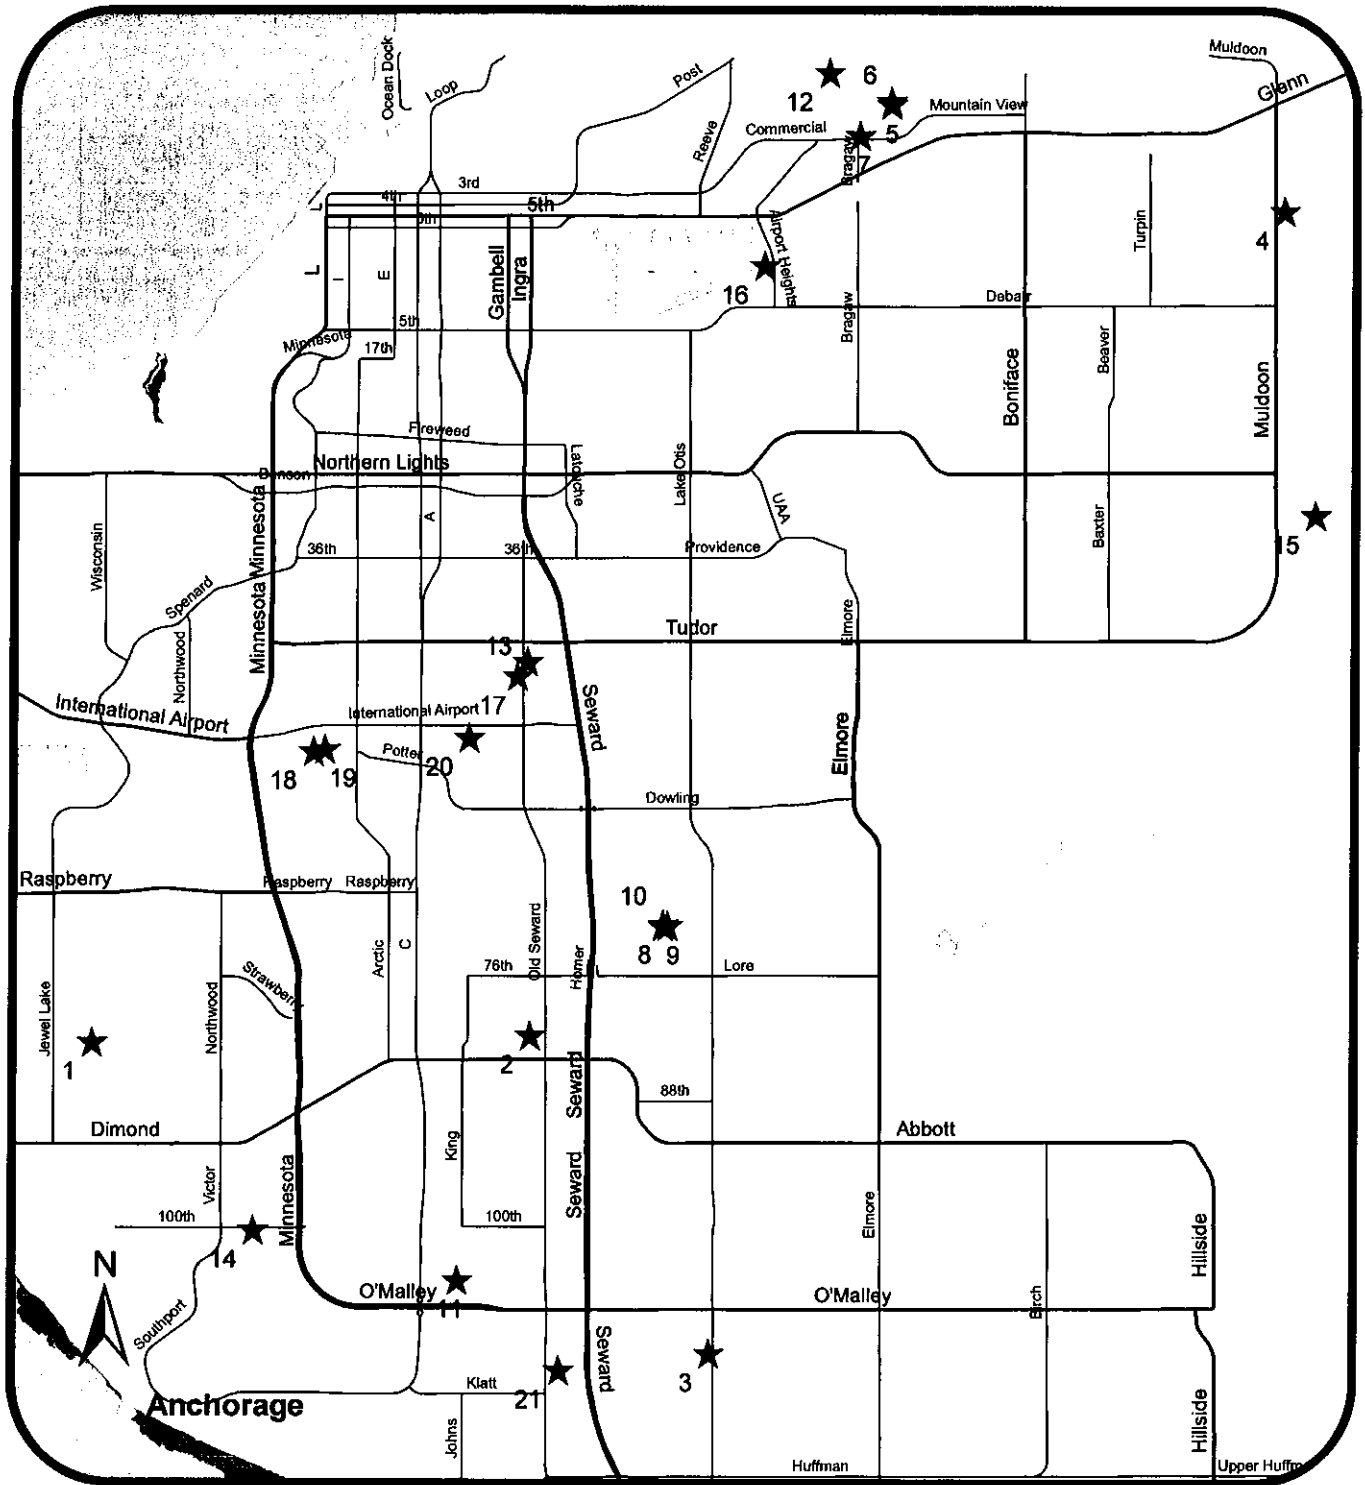 Muldoon
Ocean Dock
Loop
Post
6
Glenn
12
Mountain View
Commercial
5
Reeve
Bragaw
7
3rd
4th
L
5th
6th
Turpin
4
Airport Heights
L
I
E
Gambell
Ingra
16
Debarr
Bragaw
5th
Minnesota
17th
Boniface
Beaver
Muldoon
Fireweed
Northern Lights
Benson
Latouche
Lake Otis
UAA
A
Minnesota
Minnesota
Wisconsin
36th
36th
Providence
Baxter
15
Spenard
Northwood
Elmore
Tudor
13
International Airport
International Airport
17
Seward
Elmore
Potter
20
18
19
Dowling
Raspberry
Raspberry
Raspberry
10
Arctic
C
Old Seward
Homer
8
9
76th
Lore
Strawberry
Northwood
Jewel Lake
1
2
Seward
88th
Dimond
Abbott
King
Victor
Minnesota
Seward
100th
100th
Elmore
Hillside
14
N
O'Malley
11
O'Malley
Birch
Southport
Seward
Klatt
21
3
Anchorage
Johns
Hillside
Huffman
Upper Huffm